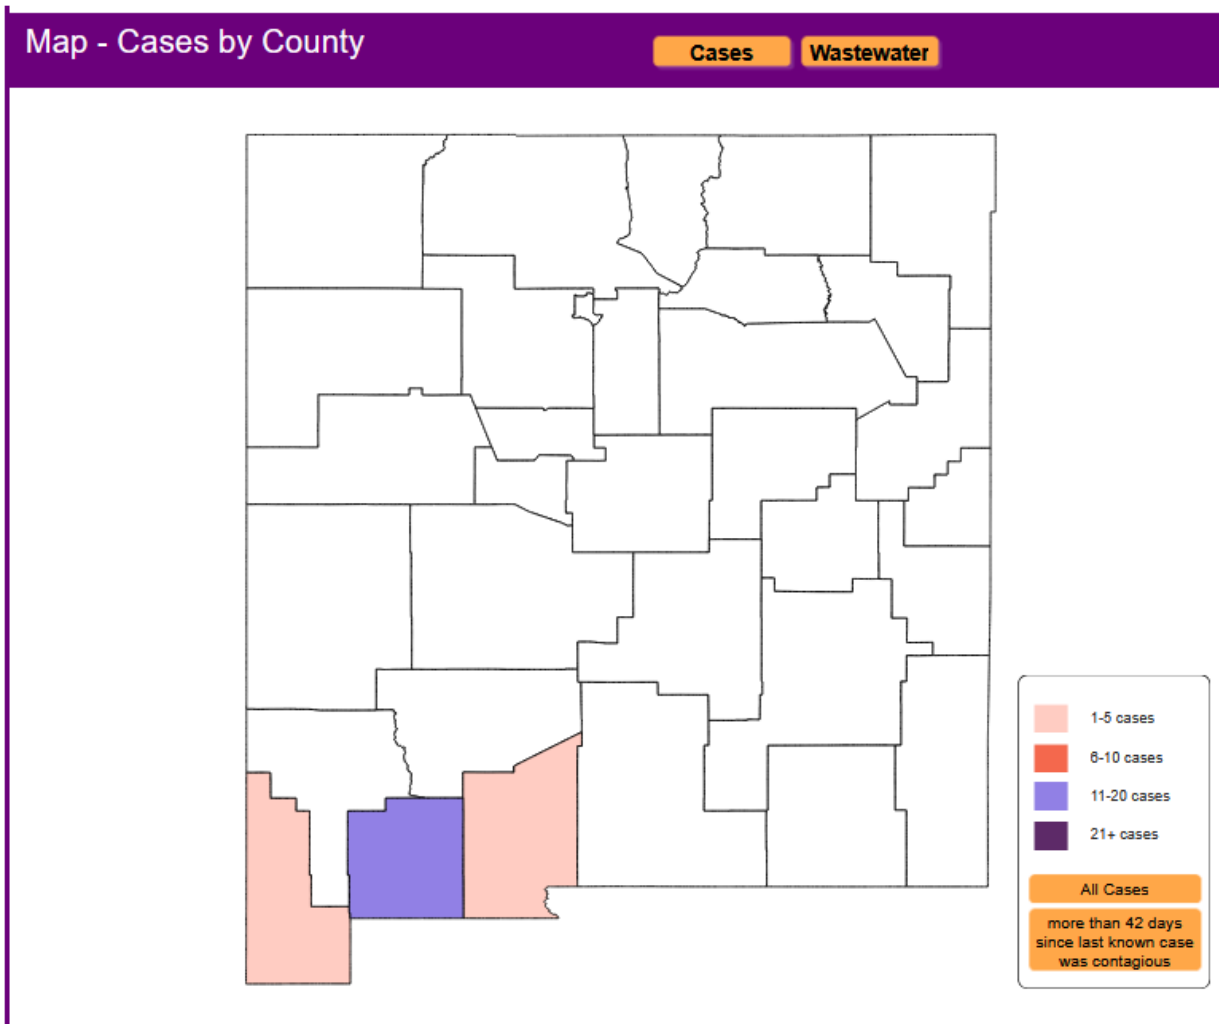 Map - Cases by County
Cases
Wastewater
1-5 cases
6-10 cases
11-20 cases
21+ cases
All Cases
more than 42 days
since last known case
was contagious